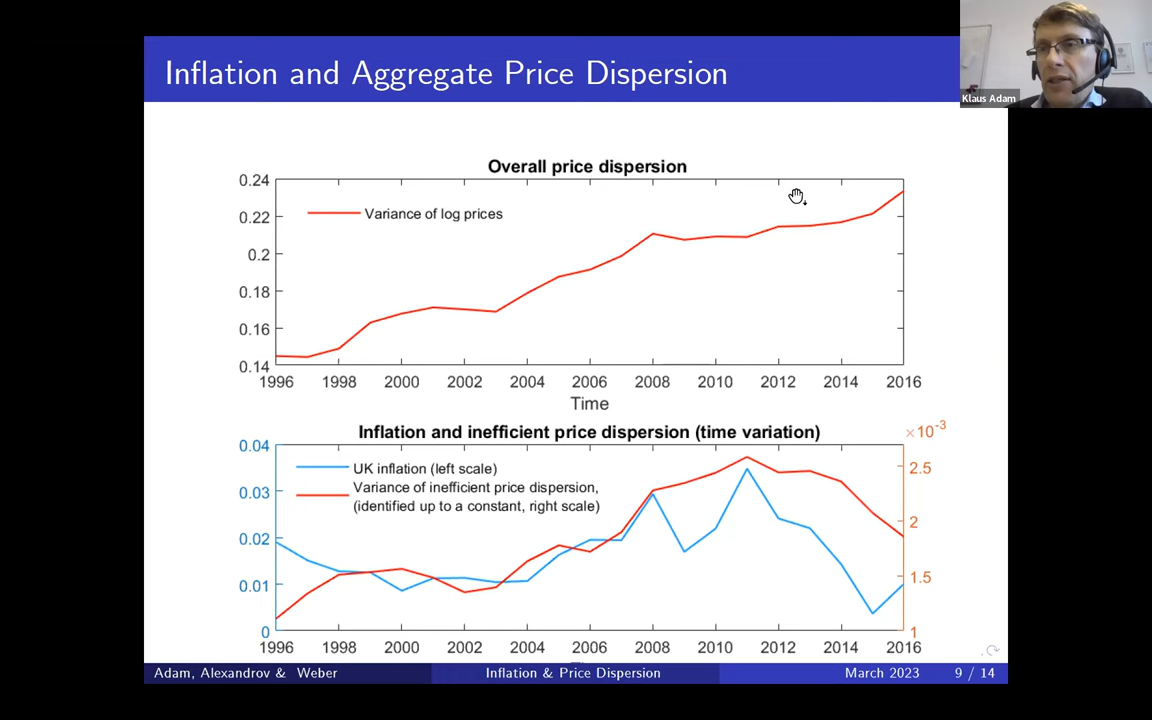 Inflation and Aggregate Price Dispersion
Klaus Adam
Overall price dispersion
0.24
0.22
0.2
0.18
0.16
0.14
Variance of log prices
1996 1998 2000 2002 2004 2006 2008 2010 2012 2014 2016
Time
Inflation and inefficient price dispersion (time variation)
×10⁻³
0.04
0.03
0.02
0.01
0
UK inflation (left scale)
Variance of inefficient price dispersion,
(identified up to a constant, right scale)
2.5
2
1.5
1
1996 1998 2000 2002 2004 2006 2008 2010 2012 2014 2016
Adam, Alexandrov & Weber Inflation & Price Dispersion March 2023 9 / 14